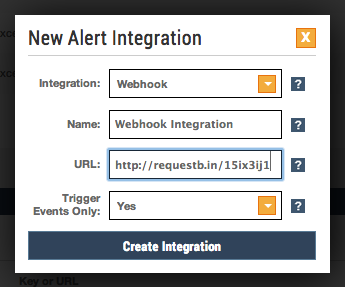 New Alert Integration
X
Integration: Webhook ?
Name: Webhook Integration ?
URL: http://requestb.in/15ix3ij1 ?
Trigger
Events Only: Yes ?
Create Integration
Key or URL